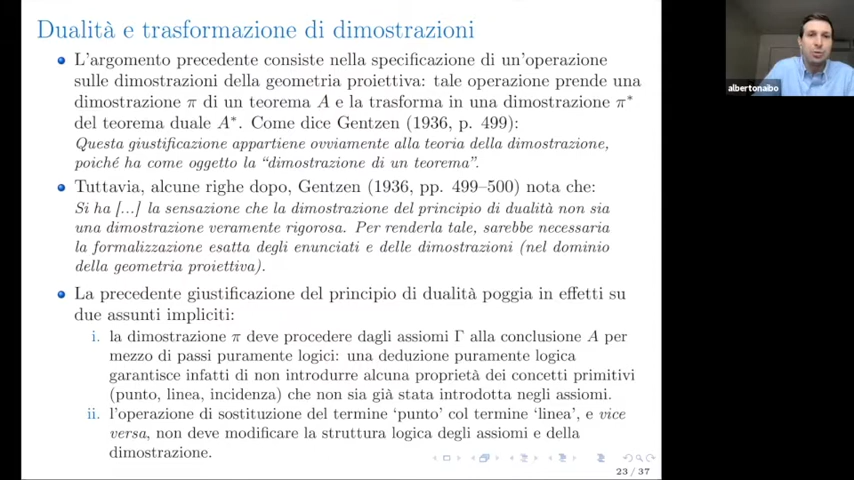 Dualità e trasformazione di dimostrazioni
L'argomento precedente consiste nella specificazione di un'operazione
sulle dimostrazioni della geometria proiettiva: tale operazione prende una
dimostrazione π di un teorema A e la trasforma in una dimostrazione π*
del teorema duale A*. Come dice Gentzen (1936, p. 499):
Questa giustificazione appartiene ovviamente alla teoria della dimostrazione,
poiché ha come oggetto la “dimostrazione di un teorema”.
Tuttavia, alcune righe dopo, Gentzen (1936, pp. 499–500) nota che:
Si ha [...] la sensazione che la dimostrazione del principio di dualità non sia
una dimostrazione veramente rigorosa. Per renderla tale, sarebbe necessaria
la formalizzazione esatta degli enunciati e delle dimostrazioni (nel dominio
della geometria proiettiva).
La precedente giustificazione del principio di dualità poggia in effetti su
due assunti impliciti:
i. la dimostrazione π deve procedere dagli assiomi Γ alla conclusione A per
mezzo di passi puramente logici: una deduzione puramente logica
garantisce infatti di non introdurre alcuna proprietà dei concetti primitivi
(punto, linea, incidenza) che non sia già stata introdotta negli assiomi.
ii. l'operazione di sostituzione del termine ‘punto’ col termine ‘linea’, e vice
versa, non deve modificare la struttura logica degli assiomi e della
dimostrazione.
23 / 37
albertonaibo